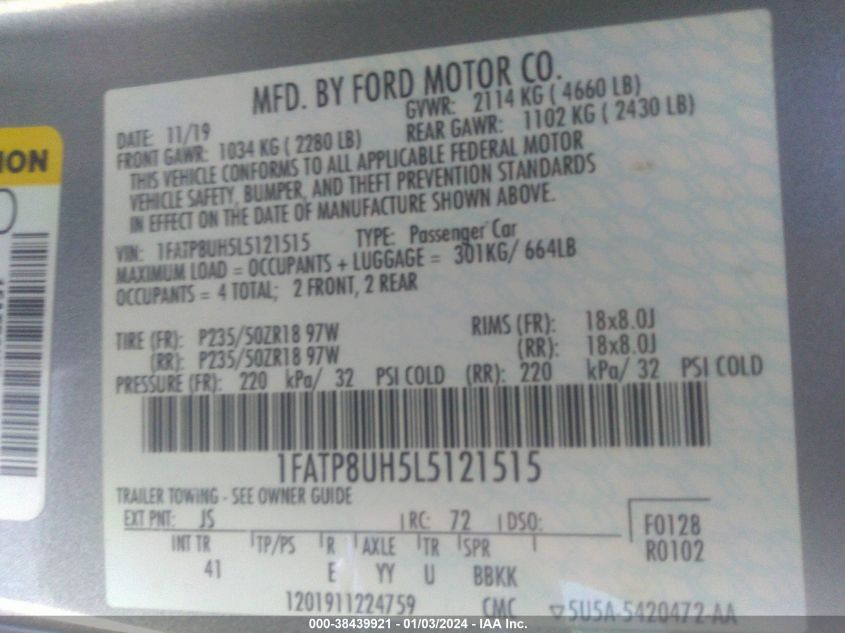 MFD. BY FORD MOTOR CO.
DATE: 11/19 GVWR: 2114 KG ( 4660 LB)
FRONT GAWR: 1034 KG ( 2280 LB) REAR GAWR: 1102 KG ( 2430 LB)
THIS VEHICLE CONFORMS TO ALL APPLICABLE FEDERAL MOTOR
VEHICLE SAFETY, BUMPER, AND THEFT PREVENTION STANDARDS
IN EFFECT ON THE DATE OF MANUFACTURE SHOWN ABOVE.
VIN: 1FATP8UH5L5121515 TYPE: Passenger Car
MAXIMUM LOAD = OCCUPANTS + LUGGAGE = 301KG/ 664LB
OCCUPANTS = 4 TOTAL; 2 FRONT, 2 REAR
TIRE (FR): P235/50ZR18 97W RIMS (FR): 18x8.0J
(RR): P235/50ZR18 97W (RR): 18x8.0J
PRESSURE (FR): 220 kPa/ 32 PSI COLD (RR): 220 kPa/ 32 PSI COLD
1FATP8UH5L5121515
TRAILER TOWING - SEE OWNER GUIDE
EXT PNT: JS RC: 72 DSO: F0128
INT TR TP/PS R AXLE TR SPR R0102
41 E YY U BBKK
1201911224759 CMC 5U5A-5420472-AA
000-38439921 - 01/03/2024 - IAA Inc.